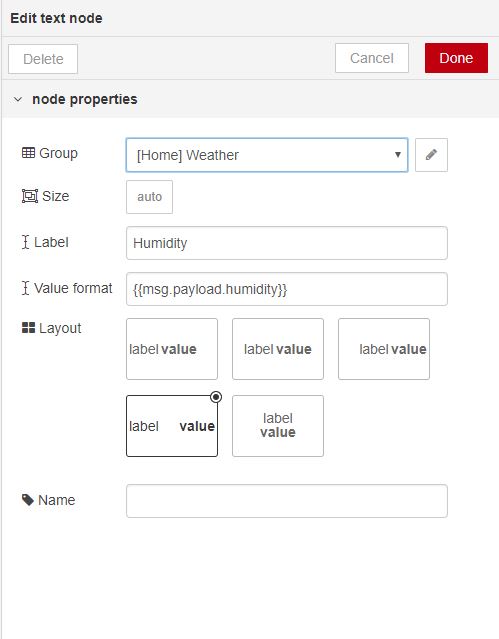 Edit text node
Delete
Cancel
Done
node properties
Group
[Home] Weather
Size
auto
Label
Humidity
Value format
{{msg.payload.humidity}}
Layout
label value
label value
label value
label value
label
value
Name